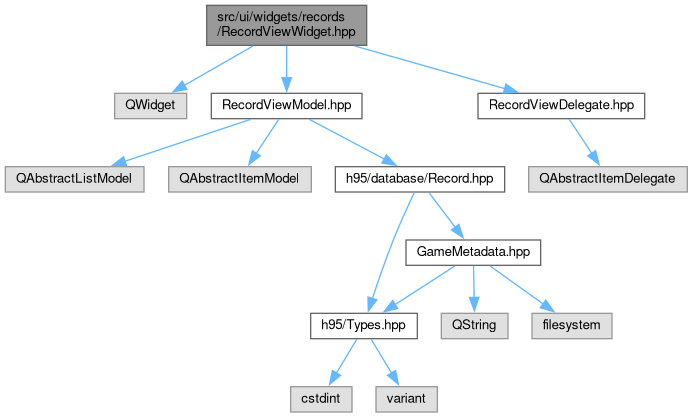 src/ui/widgets/records
/RecordViewWidget.hpp
QWidget
RecordViewModel.hpp
RecordViewDelegate.hpp
QAbstractListModel
QAbstractItemModel
h95/database/Record.hpp
QAbstractItemDelegate
GameMetadata.hpp
h95/Types.hpp
QString
filesystem
cstdint
variant